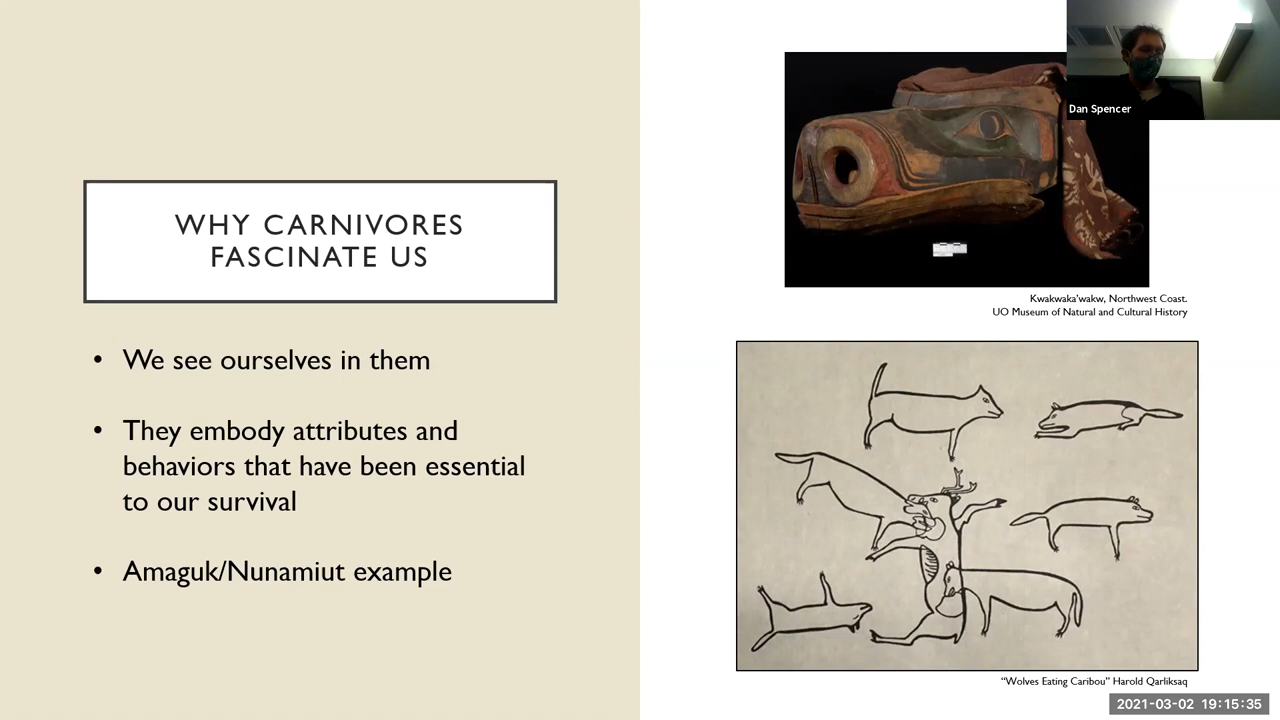 WHY CARNIVORES
FASCINATE US
• We see ourselves in them
• They embody attributes and
behaviors that have been essential
to our survival
• Amaguk/Nunamiut example
Dan Spencer
Kwakwaka'wakw, Northwest Coast.
UO Museum of Natural and Cultural History
“Wolves Eating Caribou” Harold Qarliksaq
2021-03-02 19:15:35